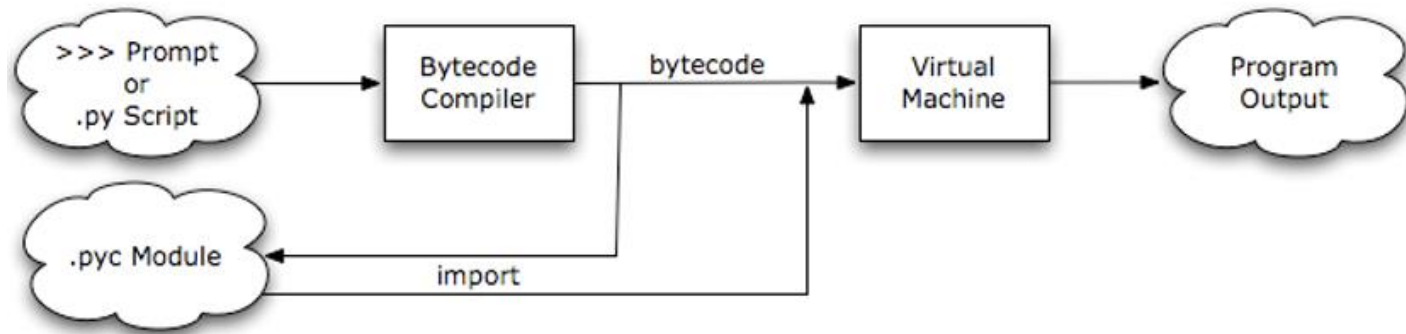 >>> Prompt
or
.py Script
Bytecode
Compiler
bytecode
Virtual
Machine
Program
Output
.pyc Module
import